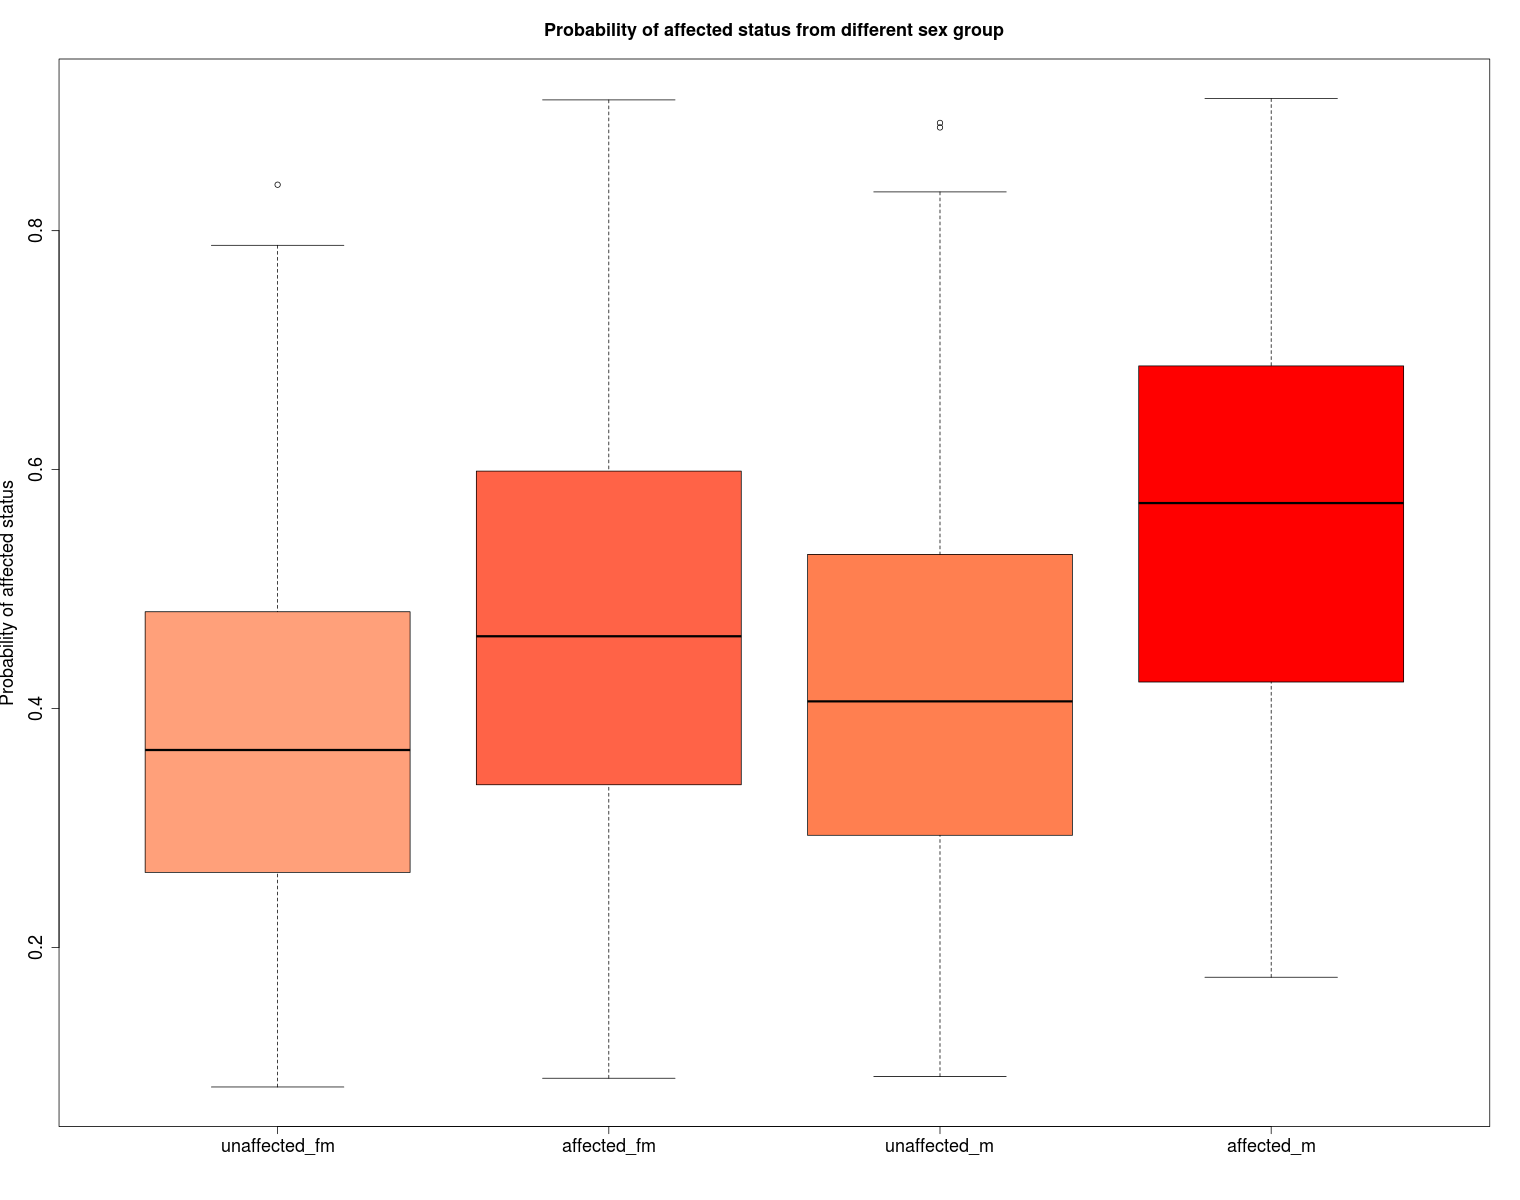 Probability of affected status from different sex group
Probability of affected status
0.8
0.6
0.4
0.2
unaffected_fm
affected_fm
unaffected_m
affected_m